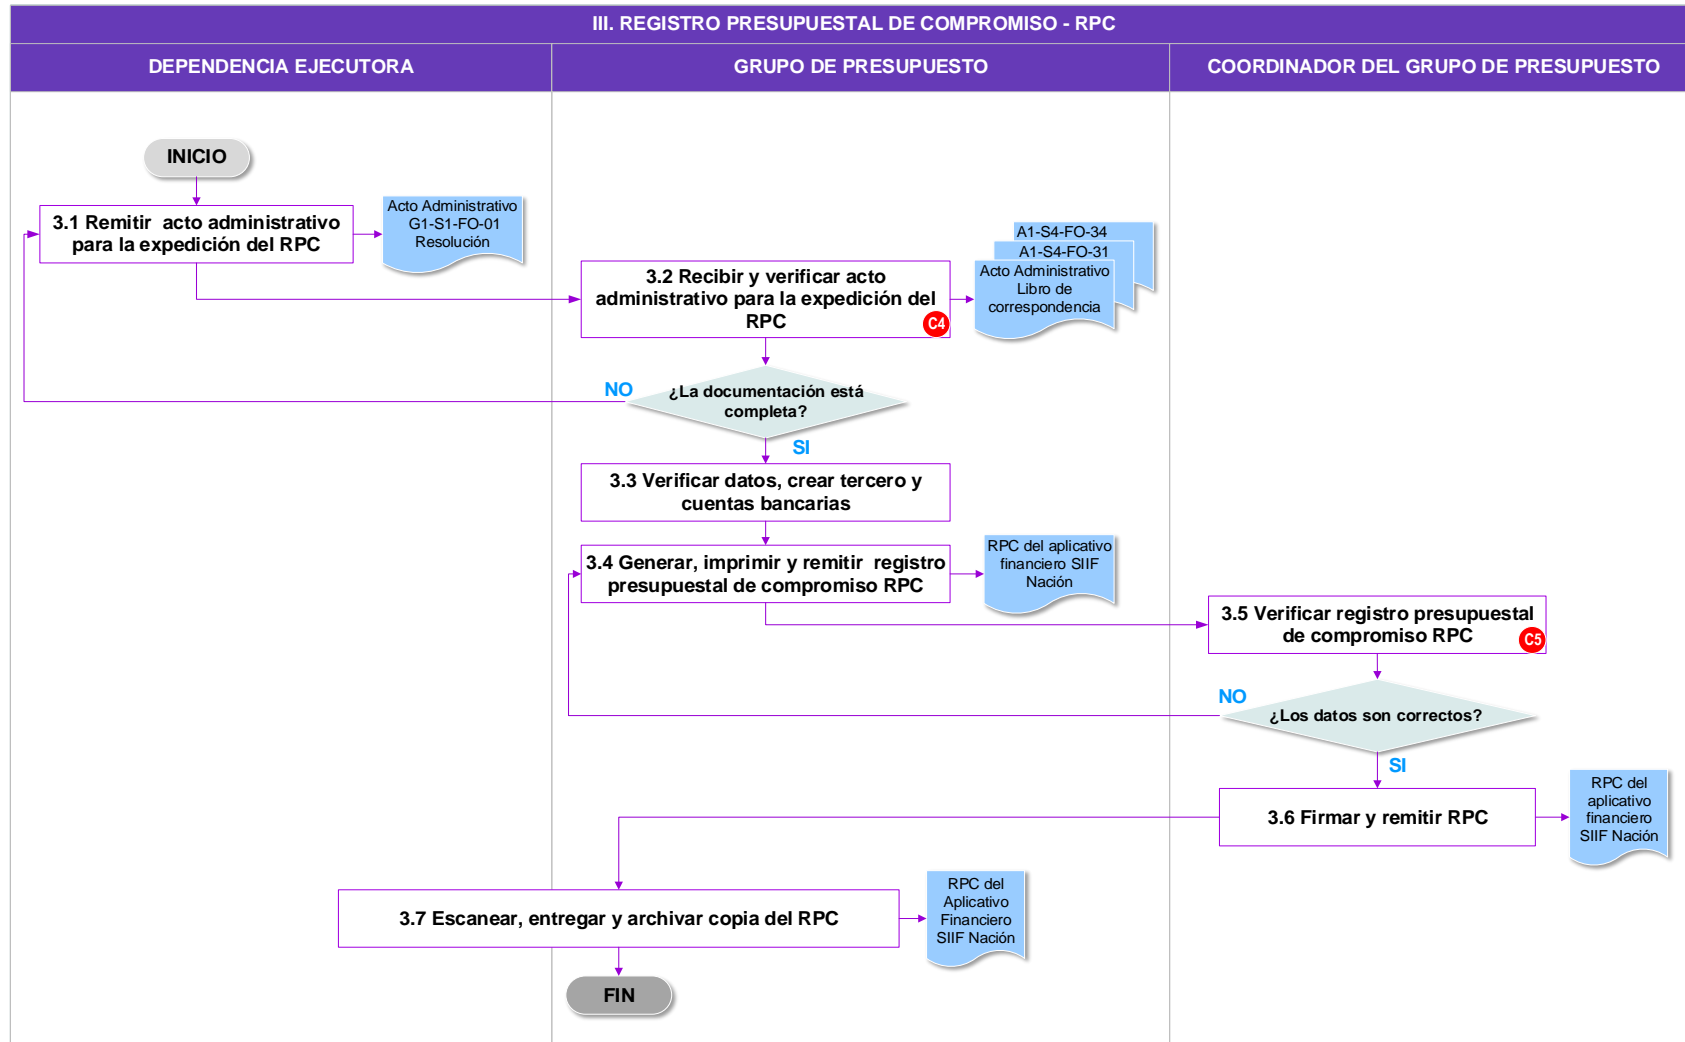 III. REGISTRO PRESUPUESTAL DE COMPROMISO - RPC
DEPENDENCIA EJECUTORA
GRUPO DE PRESUPUESTO
COORDINADOR DEL GRUPO DE PRESUPUESTO
INICIO
3.1 Remitir acto administrativo
para la expedición del RPC
Acto Administrativo
G1-S1-FO-01
Resolución
3.2 Recibir y verificar acto
administrativo para la expedición del
RPC
C4
A1-S4-FO-34
A1-S4-FO-31
Acto Administrativo
Libro de
correspondencia
¿La documentación está
completa?
NO
SI
3.3 Verificar datos, crear tercero y
cuentas bancarias
3.4 Generar, imprimir y remitir registro
presupuestal de compromiso RPC
RPC del aplicativo
financiero SIIF
Nación
3.5 Verificar registro presupuestal
de compromiso RPC
C5
NO
¿Los datos son correctos?
SI
3.6 Firmar y remitir RPC
RPC del
aplicativo
financiero
SIIF Nación
3.7 Escanear, entregar y archivar copia del RPC
RPC del
Aplicativo
Financiero
SIIF Nación
FIN